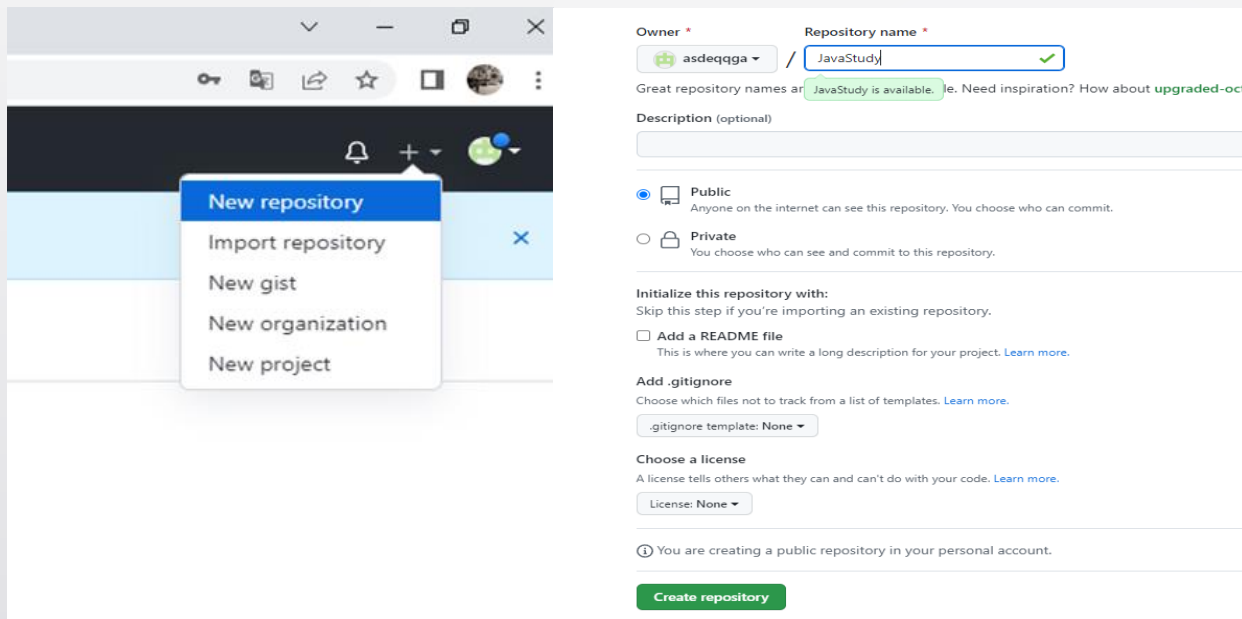 New repository
Import repository
New gist
New organization
New project
Owner *
Repository name *
asdeqqga
/
JavaStudy
Great repository names ar
JavaStudy is available.
le. Need inspiration? How about upgraded-oc
Description (optional)
Public
Anyone on the internet can see this repository. You choose who can commit.
Private
You choose who can see and commit to this repository.
Initialize this repository with:
Skip this step if you're importing an existing repository.
Add a README file
This is where you can write a long description for your project. Learn more.
Add .gitignore
Choose which files not to track from a list of templates. Learn more.
.gitignore template: None
Choose a license
A license tells others what they can and can't do with your code. Learn more.
License: None
You are creating a public repository in your personal account.
Create repository